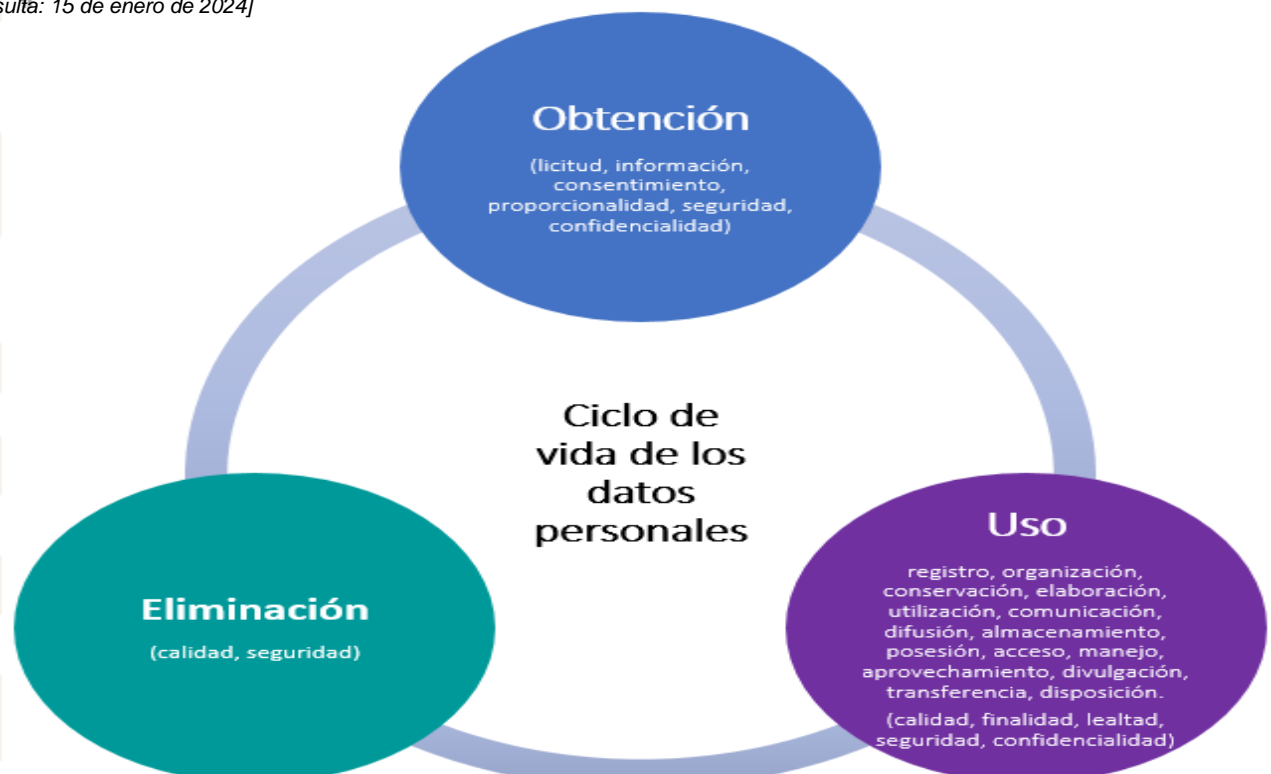 sulta: 15 de enero de 2024]
Obtención
(licitud, información,
consentimiento,
proporcionalidad, seguridad,
confidencialidad)
Ciclo de
vida de los
datos
personales
Uso
registro, organización,
conservación, elaboración,
utilización, comunicación,
difusión, almacenamiento,
posesión, acceso, manejo,
aprovechamiento, divulgación,
transferencia, disposición.
(calidad, finalidad, lealtad,
seguridad, confidencialidad)
Eliminación
(calidad, seguridad)